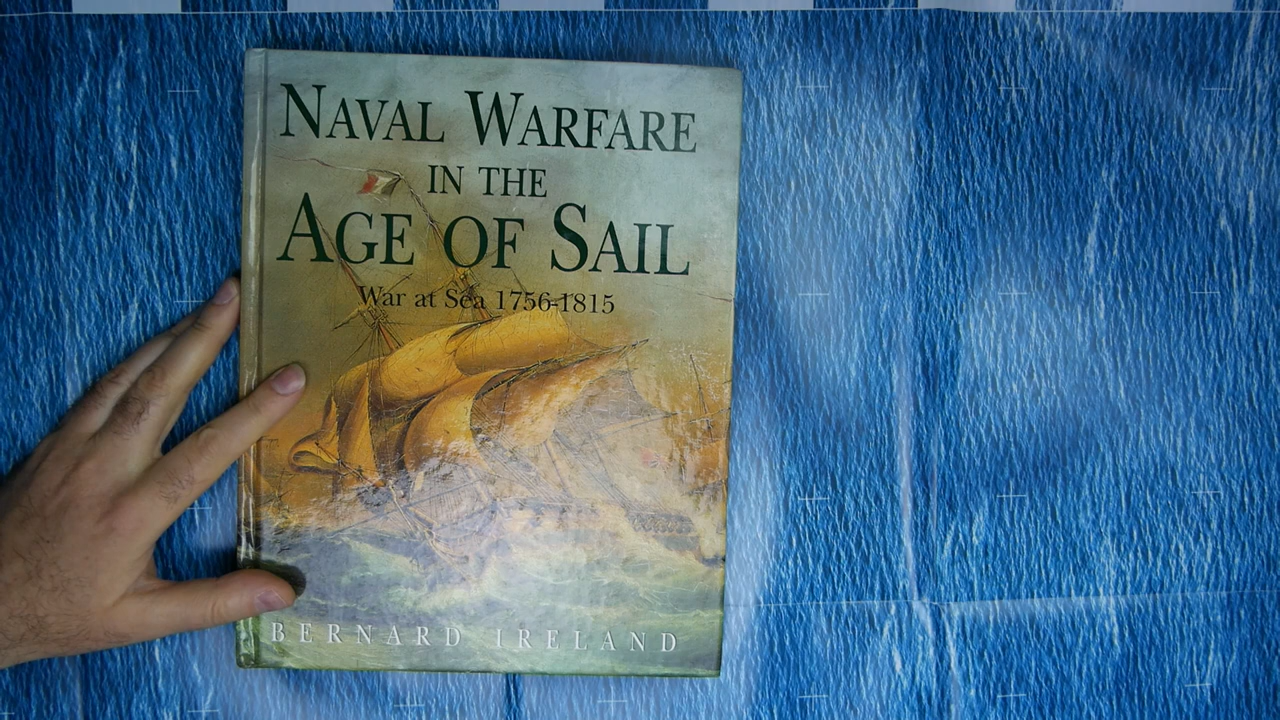 NAVAL WARFARE
IN THE
AGE OF SAIL
War at Sea 1756-1815
BERNARD IRELAND